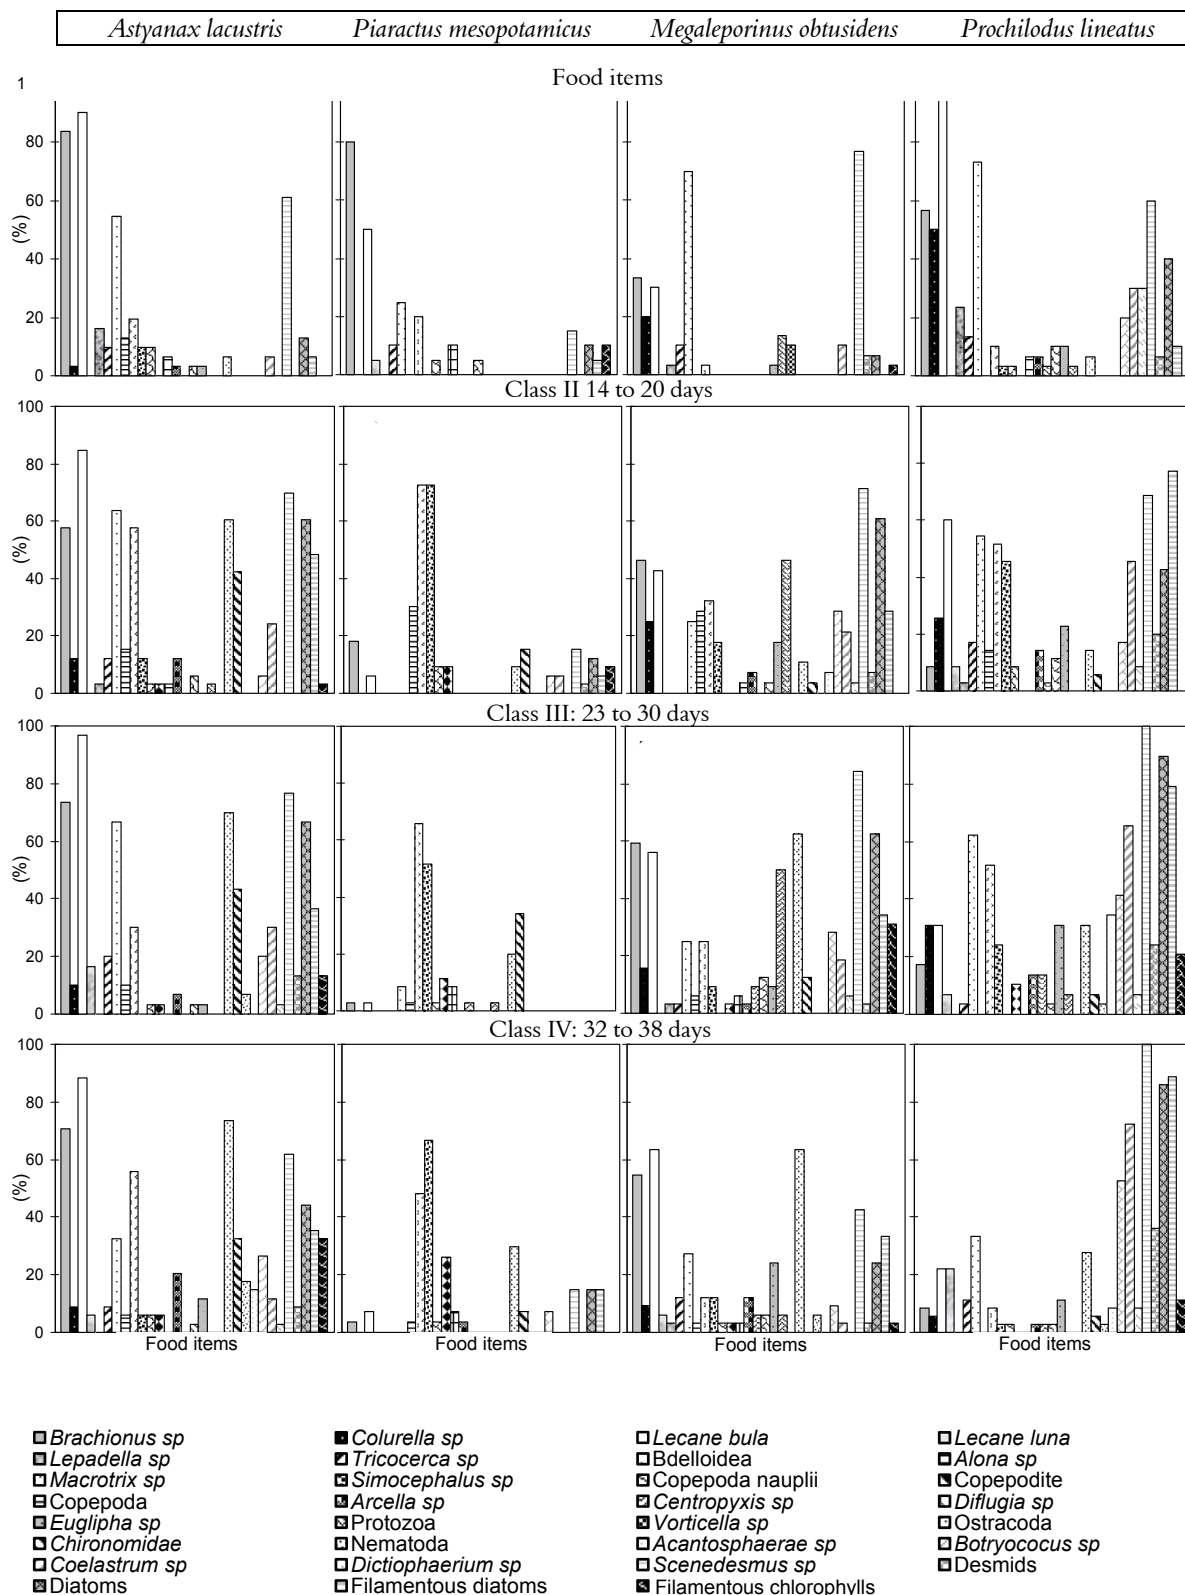 Astyanax lacustris Piaractus mesopotamicus Megaleporinus obtusidens Prochilodus lineatus
Food items
1
80
60
40
20
0
(%)
Class II 14 to 20 days
100
80
60
40
20
0
(%)
Class III: 23 to 30 days
100
80
60
40
20
0
(%)
Class IV: 32 to 38 days
100
80
60
40
20
0
(%)
Food items Food items Food items Food items
Brachionus sp Colurella sp Lecane bula Lecane luna
Lepadella sp Tricocerca sp Bdelloidea Alona sp
Macrotrix sp Simocephalus sp Copepoda nauplii Copepodite
Copepoda Arcella sp Centropyxis sp Diflugia sp
Euglipha sp Protozoa Vorticella sp Ostracoda
Chironomidae Nematoda Acantosphaerae sp Botryococus sp
Coelastrum sp Dictiophaerium sp Scenedesmus sp Desmids
Diatoms Filamentous diatoms Filamentous chlorophylls